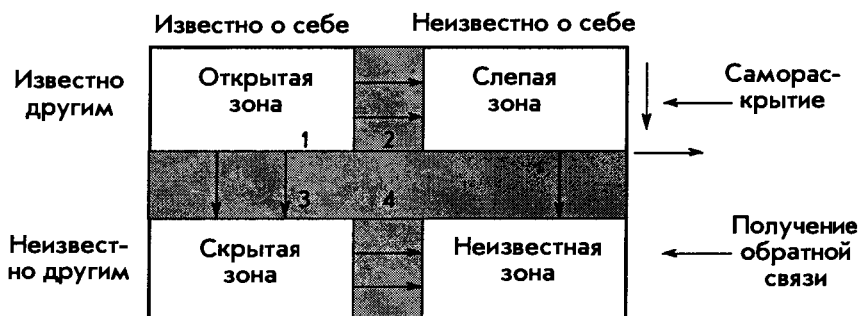 Известно о себе
Неизвестно о себе
Известно
другим
Открытая
зона
Слепая
зона
Саморас-
крытие
1
2
3
4
Неизвест-
но другим
Скрытая
зона
Неизвестная
зона
Получение
обратной
связи